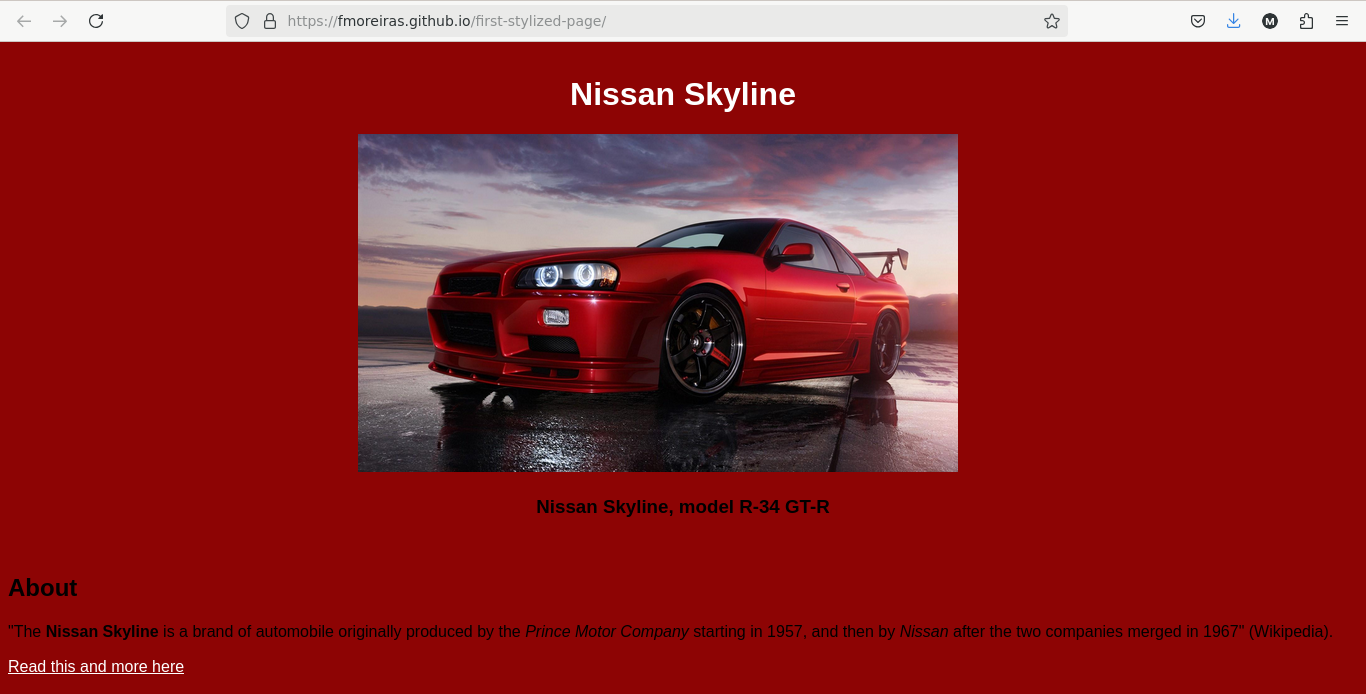 https://fmoreiras.github.io/first-stylized-page/
M
Nissan Skyline
Nissan Skyline, model R-34 GT-R
About
"The Nissan Skyline is a brand of automobile originally produced by the Prince Motor Company starting in 1957, and then by Nissan after the two companies merged in 1967" (Wikipedia).
Read this and more here